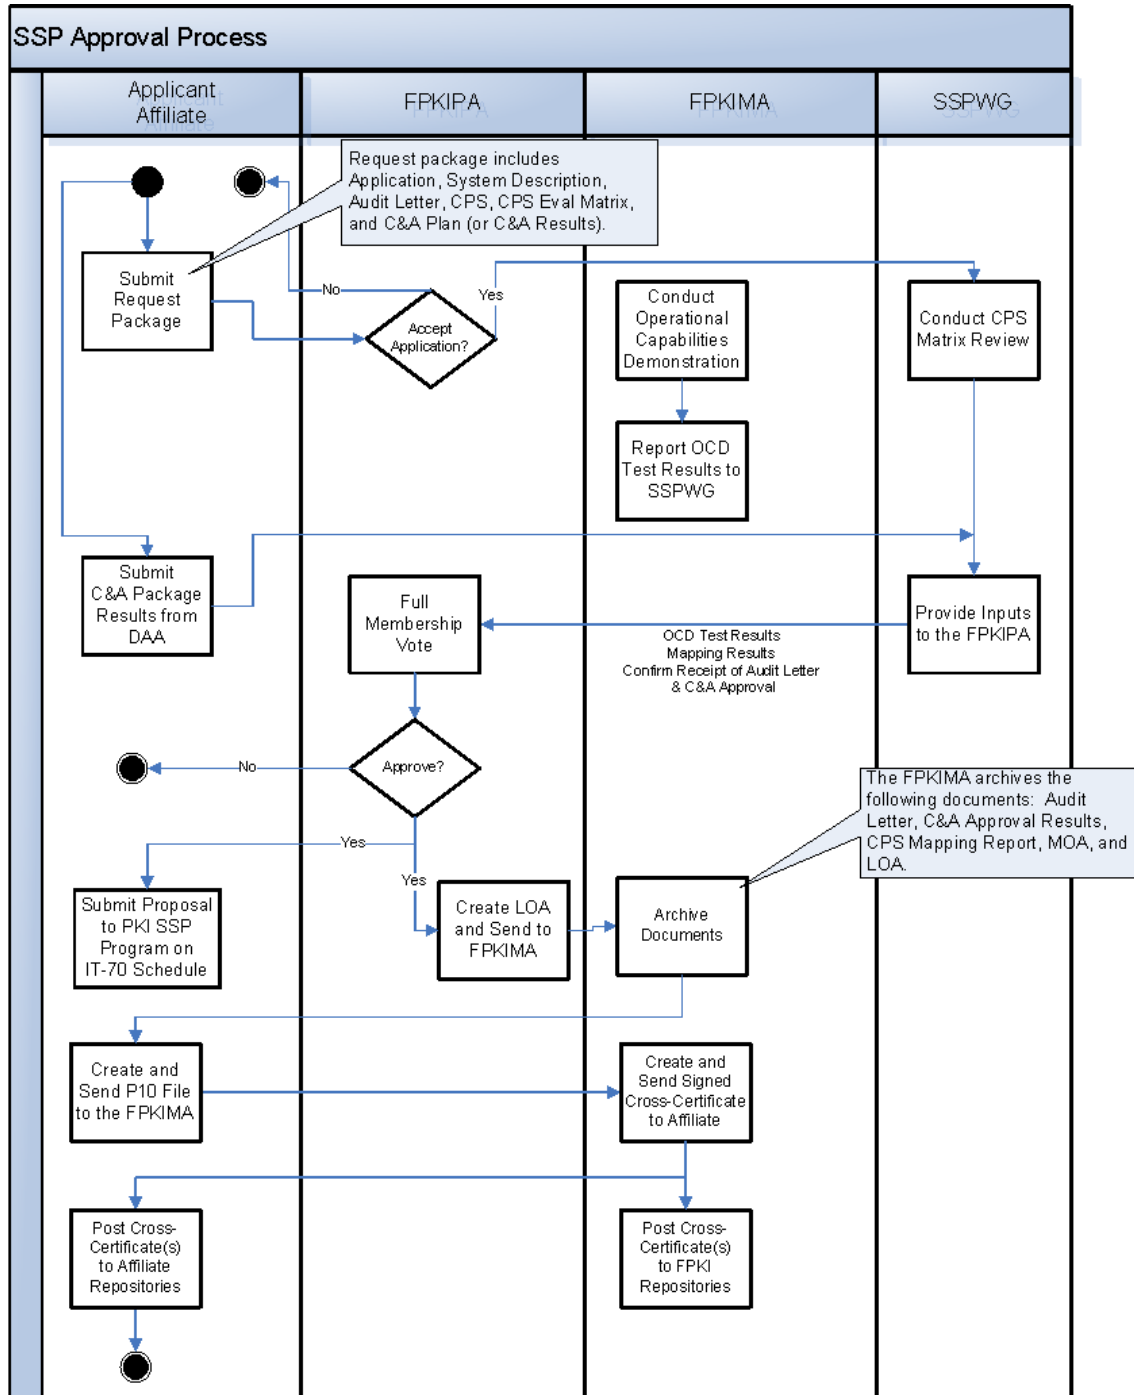 SSP Approval Process
Applicant
Affiliate
FPKIPA
FPKIMA
SSPWG
Request package includes
Application, System Description,
Audit Letter, CPS, CPS Eval Matrix,
and C&A Plan (or C&A Results).
Submit
Request
Package
No
Yes
Accept
Application?
Conduct
Operational
Capabilities
Demonstration
Conduct CPS
Matrix Review
Report OCD
Test Results to
SSPWG
Submit
C&A Package
Results from
DAA
Full
Membership
Vote
Provide Inputs
to the FPKIPA
OCD Test Results
Mapping Results
Confirm Receipt of Audit Letter
& C&A Approval
Approve?
No
The FPKIMA archives the
following documents: Audit
Letter, C&A Approval Results,
CPS Mapping Report, MOA, and
LOA.
Yes
Yes
Submit Proposal
to PKI SSP
Program on
IT-70 Schedule
Create LOA
and Send to
FPKIMA
Archive
Documents
Create and
Send P10 File
to the FPKIMA
Create and
Send Signed
Cross-Certificate
to Affiliate
Post Cross-
Certificate(s)
to Affiliate
Repositories
Post Cross-
Certificate(s)
to FPKI
Repositories